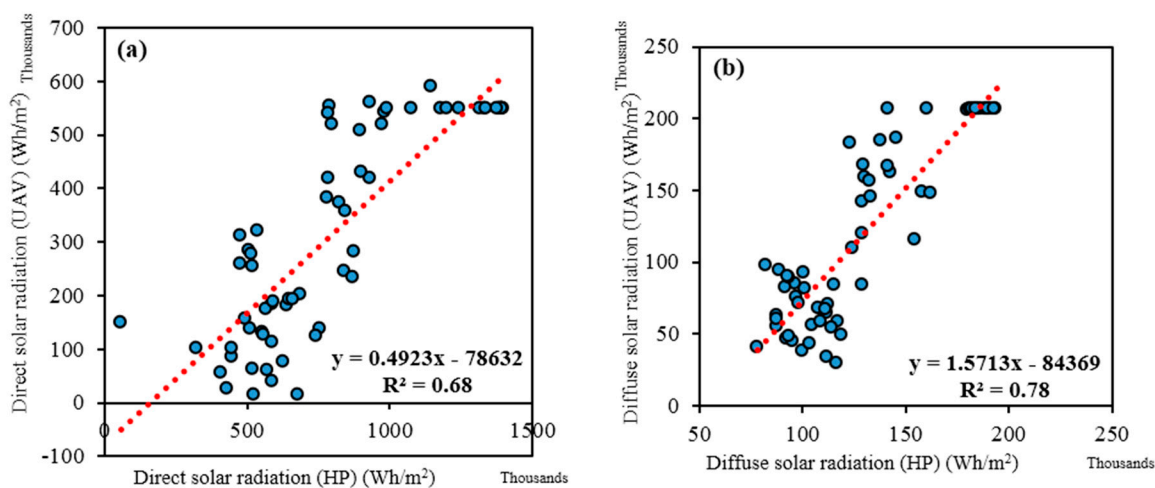 (a)
Direct solar radiation (UAV) (Wh/m²) Thousands
700
600
500
400
300
200
100
0
-100
0 500 1000 1500
y = 0.4923x - 78632
R² = 0.68
Direct solar radiation (HP) (Wh/m²)
Thousands
(b)
Diffuse solar radiation (UAV) (Wh/m²) Thousands
250
200
150
100
50
0
50 100 150 200 250
y = 1.5713x - 84369
R² = 0.78
Diffuse solar radiation (HP) (Wh/m²)
Thousands